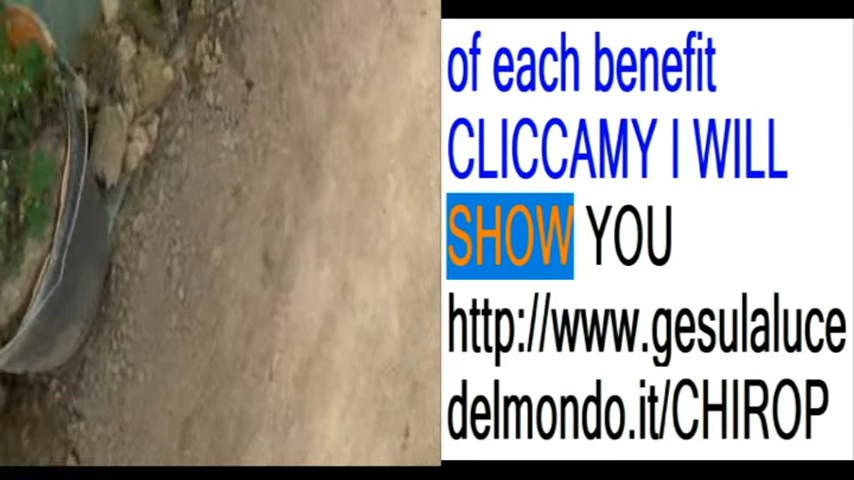 of each benefit
CLICCAMY I WILL
SHOW YOU
http://www.gesulaluce
delmondo.it/CHIROP